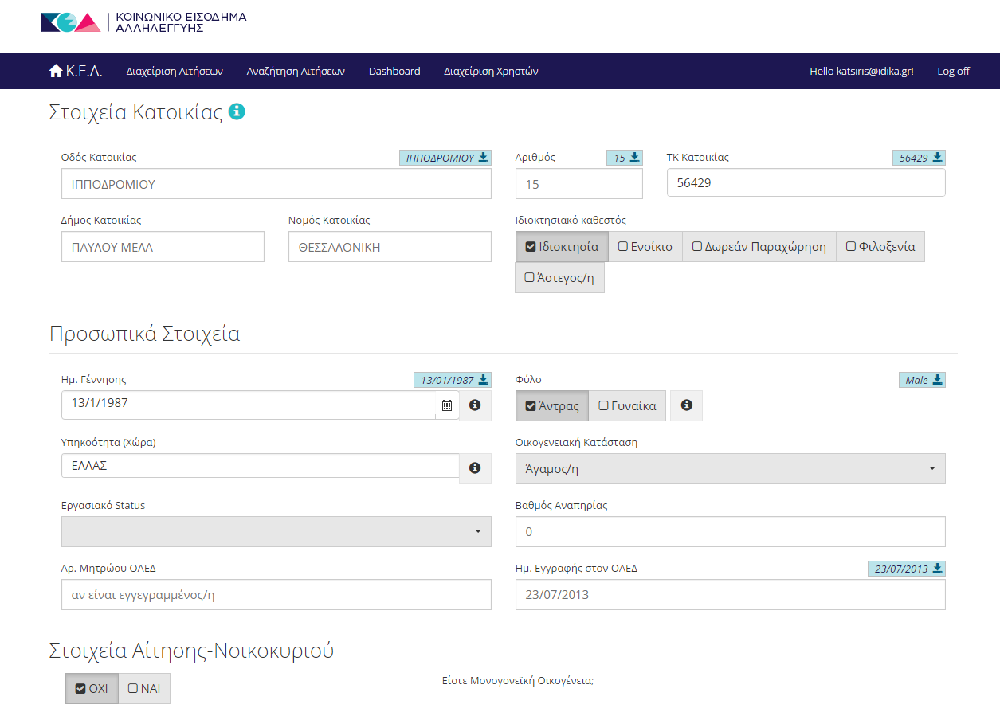 ΚΟΙΝΩΝΙΚΟ ΕΙΣΟΔΗΜΑ
ΑΛΛΗΛΕΓΓΥΗΣ
Κ.Ε.Α. Διαχείριση Αιτήσεων Αναζήτηση Αιτήσεων Dashboard Διαχείριση Χρηστών Hello katsiris@idika.gr! Log off
Στοιχεία Κατοικίας
Οδός Κατοικίας ΙΠΠΟΔΡΟΜΙΟΥ Αριθμός 15 ΤΚ Κατοικίας 56429
ΙΠΠΟΔΡΟΜΙΟΥ 15 56429
Δήμος Κατοικίας Νομός Κατοικίας Ιδιοκτησιακό καθεστός
ΠΑΥΛΟΥ ΜΕΛΑ ΘΕΣΣΑΛΟΝΙΚΗ Ιδιοκτησία Ενοίκιο Δωρεάν Παραχώρηση Φιλοξενία
Άστεγος/η
Προσωπικά Στοιχεία
Ημ. Γέννησης 13/01/1987 Φύλο Male
13/1/1987 Άντρας Γυναίκα
Υπηκοότητα (Χώρα) Οικογενειακή Κατάσταση
ΕΛΛΑΣ Άγαμος/η
Εργασιακό Status Βαθμός Αναπηρίας
0
Αρ. Μητρώου ΟΑΕΔ Ημ. Εγγραφής στον ΟΑΕΔ 23/07/2013
αν είναι εγγεγραμμένος/η 23/07/2013
Στοιχεία Αίτησης-Νοικοκυριού
ΟΧΙ ΝΑΙ Είστε Μονογονεϊκή Οικογένεια;